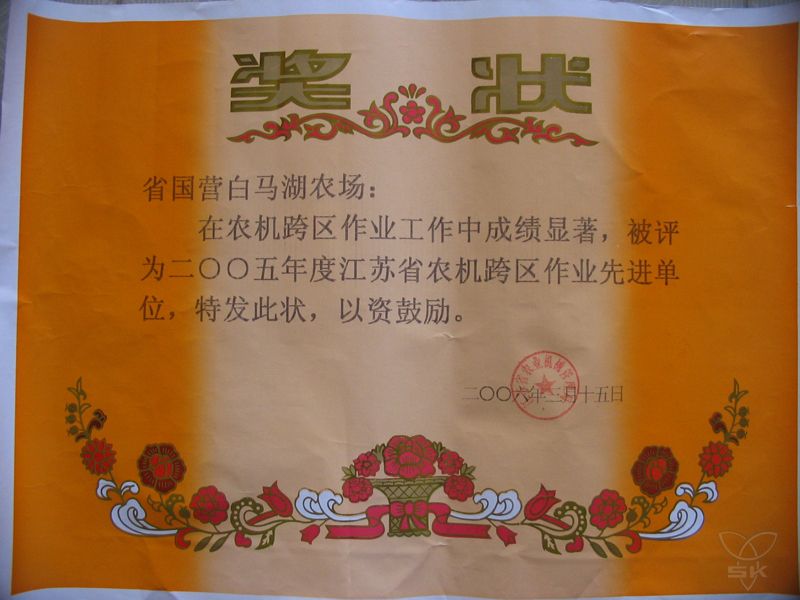 奖状
省国营白马湖农场：
在农机跨区作业工作中成绩显著，被评
为二〇〇五年度江苏省农机跨区作业先进单
位，特发此状，以资鼓励。
二〇〇六年三月十五日
SK